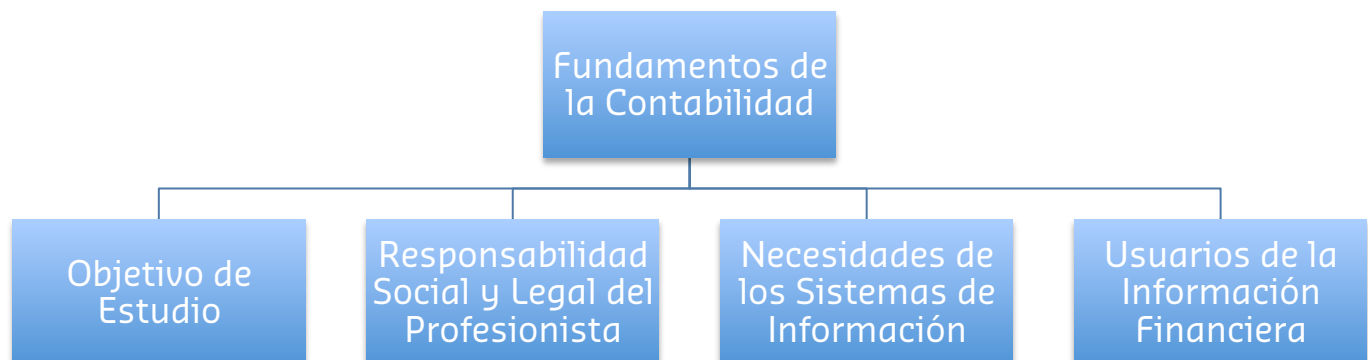 Fundamentos de
la Contabilidad
Objetivo de
Estudio
Responsabilidad
Social y Legal del
Profesionista
Necesidades de
los Sistemas de
Información
Usuarios de la
Información
Financiera